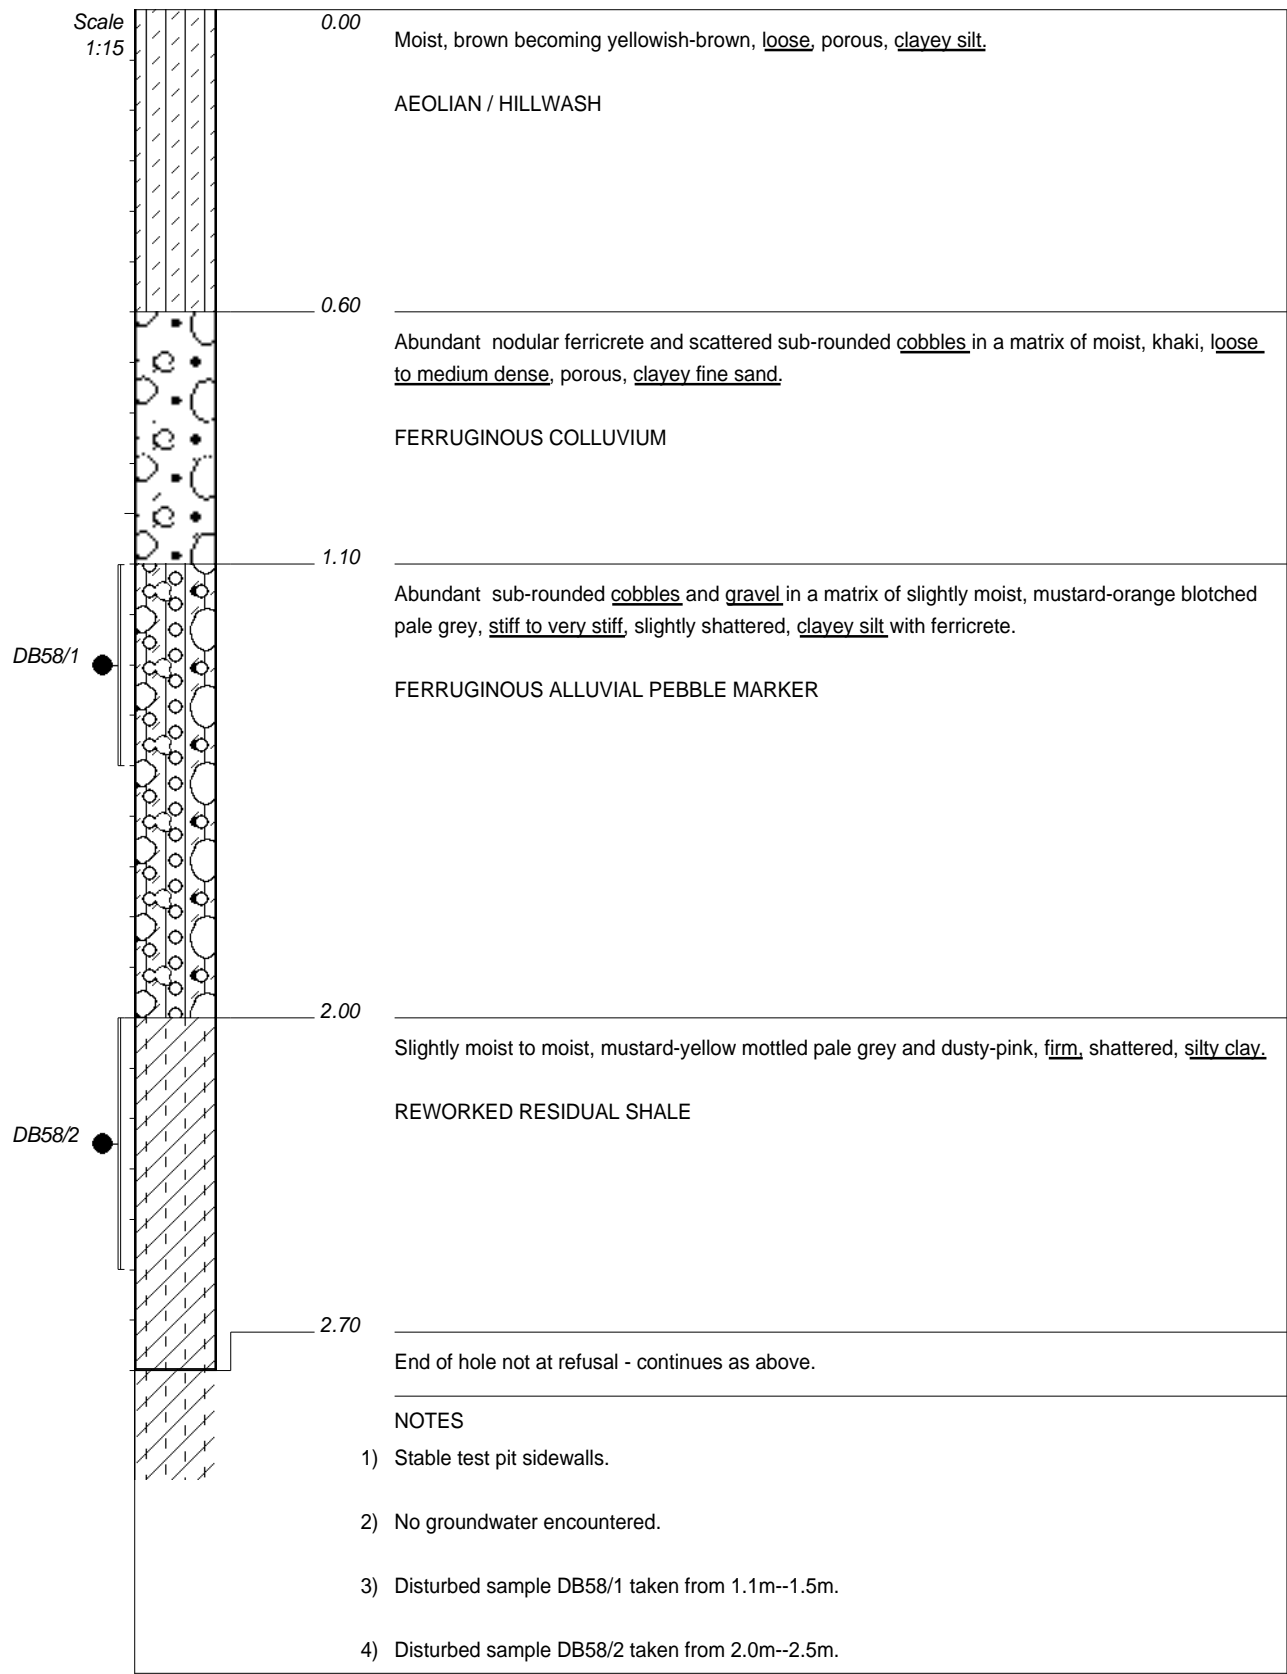 Scale
1:15
0.00
Moist, brown becoming yellowish-brown, loose, porous, clayey silt.
AEOLIAN / HILLWASH
0.60
Abundant nodular ferricrete and scattered sub-rounded cobbles in a matrix of moist, khaki, loose
to medium dense, porous, clayey fine sand.
FERRUGINOUS COLLUVIUM
1.10
Abundant sub-rounded cobbles and gravel in a matrix of slightly moist, mustard-orange blotched
pale grey, stiff to very stiff, slightly shattered, clayey silt with ferricrete.
DB58/1
FERRUGINOUS ALLUVIAL PEBBLE MARKER
2.00
Slightly moist to moist, mustard-yellow mottled pale grey and dusty-pink, firm, shattered, silty clay.
REWORKED RESIDUAL SHALE
DB58/2
2.70
End of hole not at refusal - continues as above.
NOTES
1) Stable test pit sidewalls.
2) No groundwater encountered.
3) Disturbed sample DB58/1 taken from 1.1m--1.5m.
4) Disturbed sample DB58/2 taken from 2.0m--2.5m.